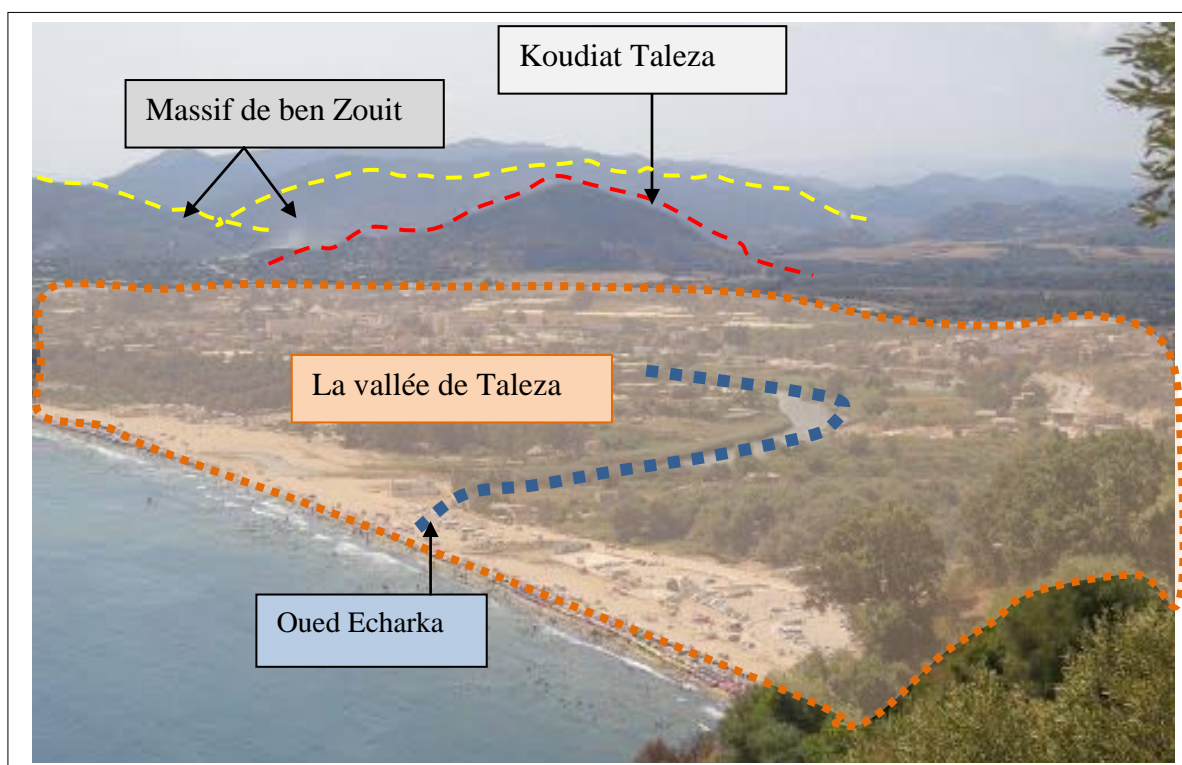 Koudiat Taleza
Massif de ben Zouit
La vallée de Taleza
Oued Echarka